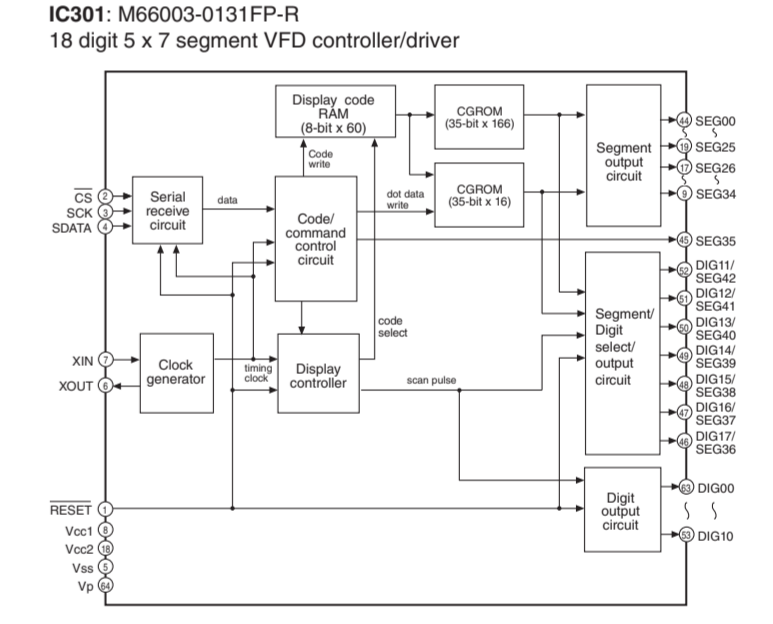 IC301: M66003-0131FP-R
18 digit 5 x 7 segment VFD controller/driver
Display code
RAM
(8-bit x 60)
CGROM
(35-bit x 166)
Segment
output
circuit
44 SEG00
19 SEG25
17 SEG26
9 SEG34
Code
write
CS 2
SCK 3
SDATA 4
Serial
receive
circuit
data
Code/
command
control
circuit
dot data
write
CGROM
(35-bit x 16)
45 SEG35
Segment/
Digit
select/
output
circuit
52 DIG11/
SEG42
51 DIG12/
SEG41
50 DIG13/
SEG40
49 DIG14/
SEG39
48 DIG15/
SEG38
47 DIG16/
SEG37
46 DIG17/
SEG36
code
select
XIN 7
XOUT 6
Clock
generator
timing
clock
Display
controller
scan pulse
RESET 1
Vcc1 8
Vcc2 18
Vss 5
Vp 64
Digit
output
circuit
63 DIG00
53 DIG10